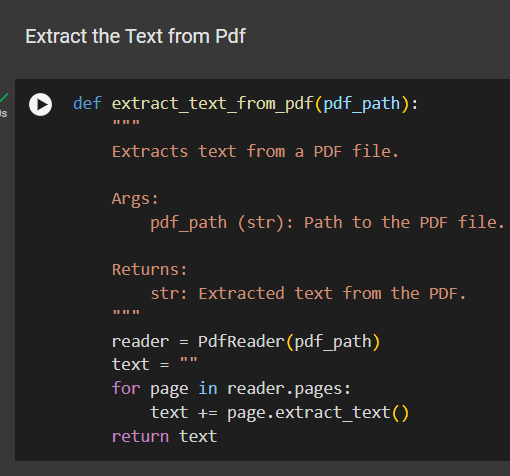 Extract the Text from Pdf
def extract_text_from_pdf(pdf_path):
"""
Extracts text from a PDF file.
Args:
pdf_path (str): Path to the PDF file.
Returns:
str: Extracted text from the PDF.
"""
reader = PdfReader(pdf_path)
text = ""
for page in reader.pages:
text += page.extract_text()
return text